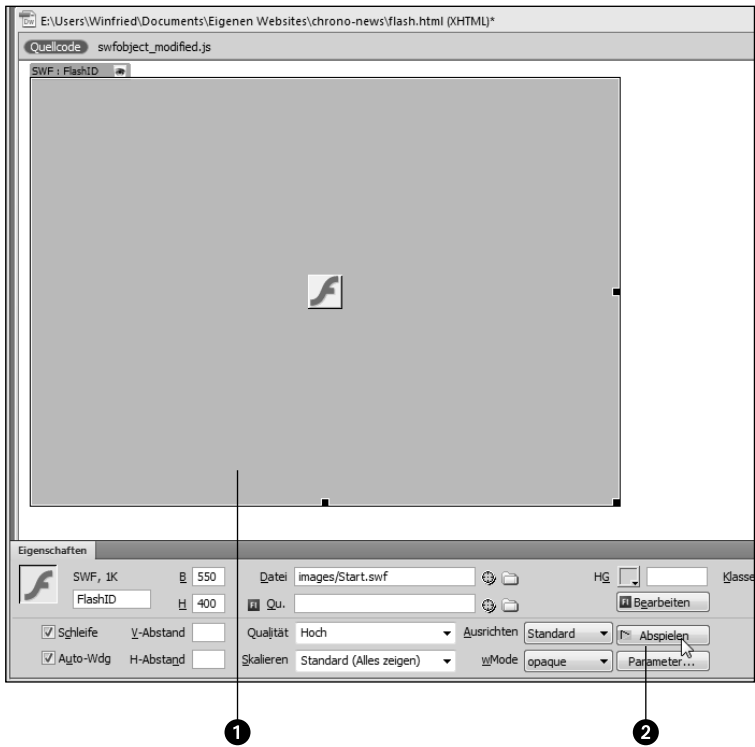 Dw E:\Users\Winfried\Documents\Eigenen Websites\chrono-news\flash.html (XHTML)*
Quellcode swfobject_modified.js
SWF : FlashID
Eigenschaften
SWF, 1K B 550 Datei images/Start.swf HG Klasse
FlashID H 400 Qu. Bearbeiten
Schleife V-Abstand Qualität Hoch Ausrichten Standard Abspielen
Auto-Wdg H-Abstand Skalieren Standard (Alles zeigen) wMode opaque Parameter...
1 2